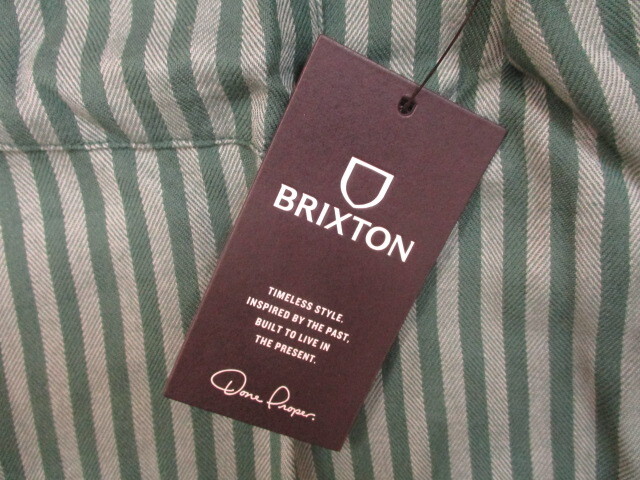 BRIXTON
TIMELESS STYLE.
INSPIRED BY THE PAST.
BUILT TO LIVE IN
THE PRESENT.
Done Proper.